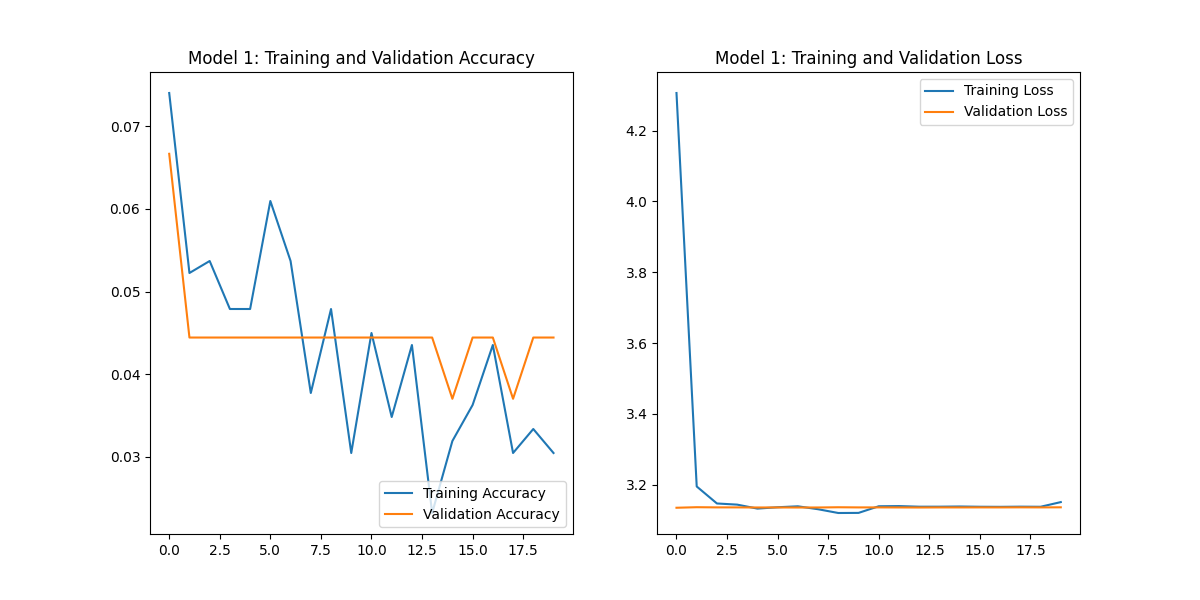 Model 1: Training and Validation Accuracy
0.07
0.06
0.05
0.04
0.03
Training Accuracy
Validation Accuracy
0.0 2.5 5.0 7.5 10.0 12.5 15.0 17.5
Model 1: Training and Validation Loss
Training Loss
Validation Loss
4.2
4.0
3.8
3.6
3.4
3.2
0.0 2.5 5.0 7.5 10.0 12.5 15.0 17.5